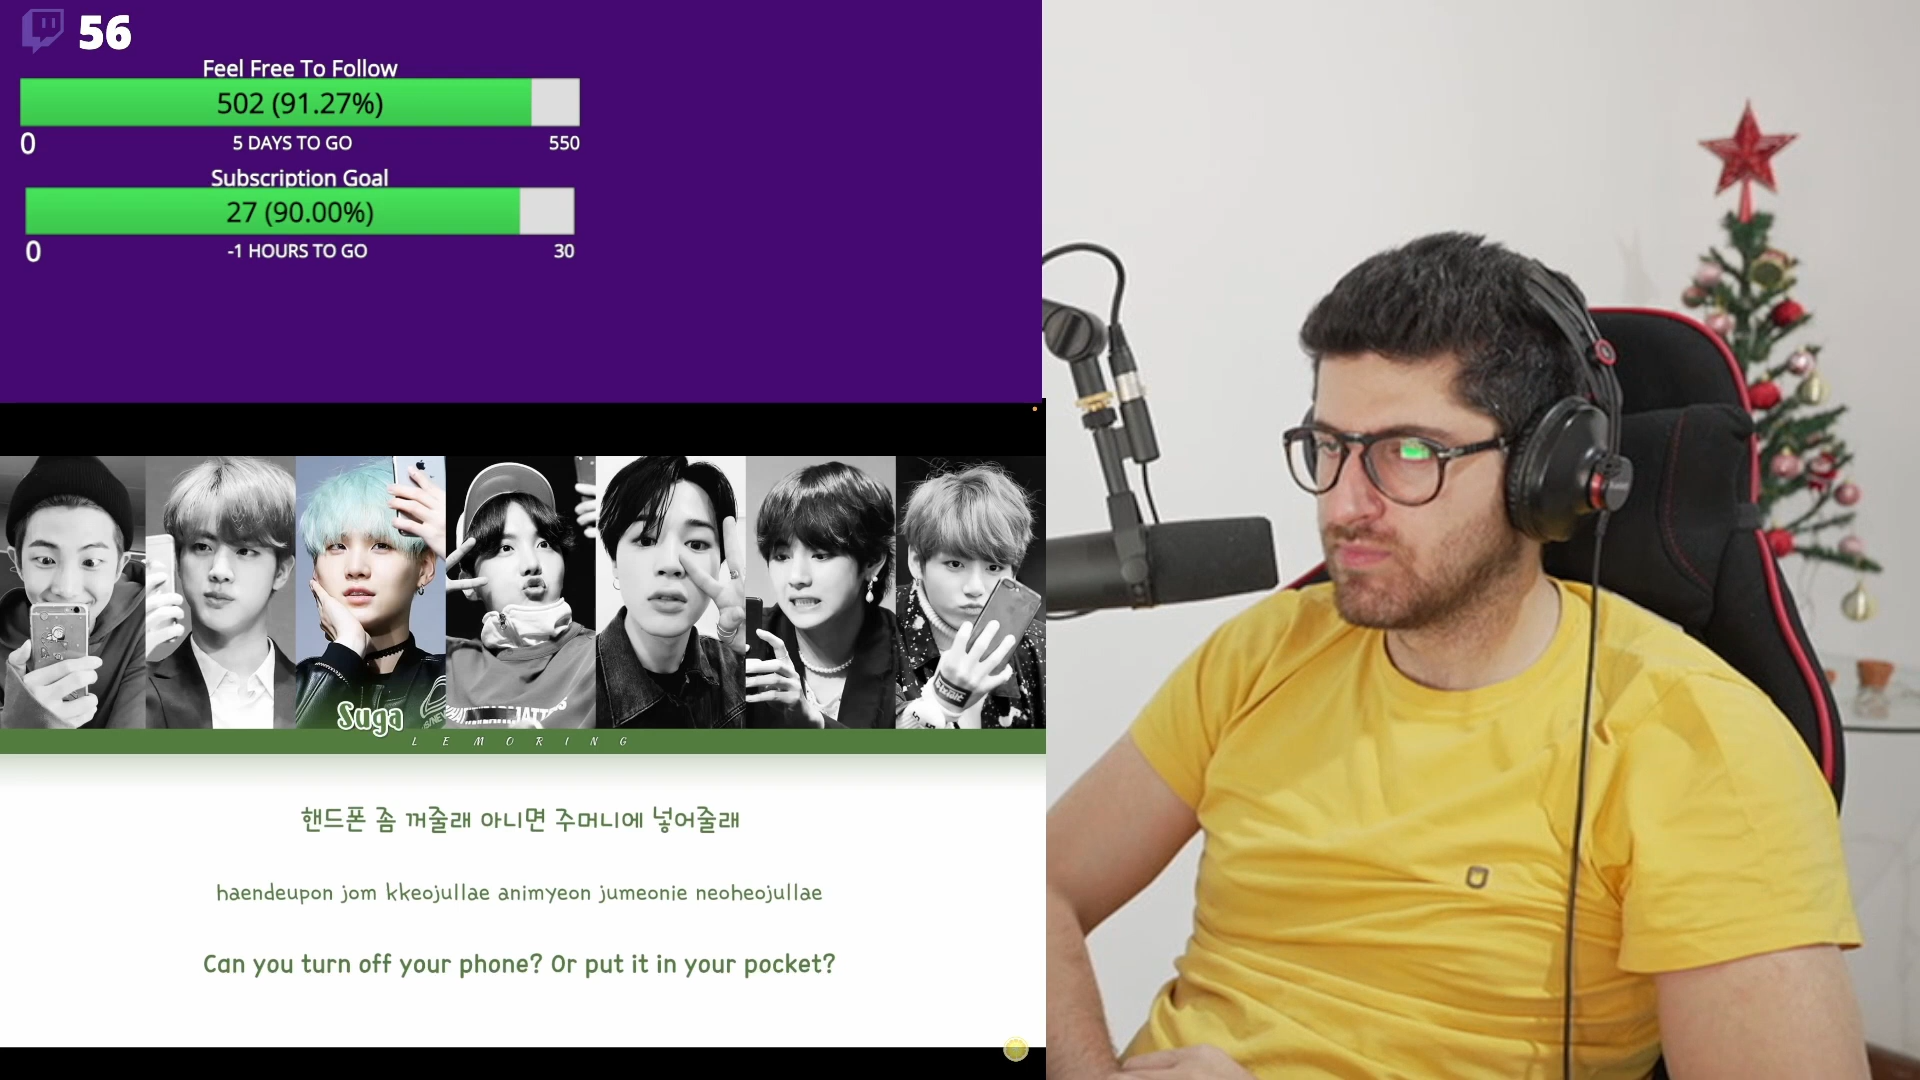 56
Feel Free To Follow
502 (91.27%)
0 5 DAYS TO GO 550
Subscription Goal
27 (90.00%)
0 -1 HOURS TO GO 30
Suga
LEMORING
핸드폰 좀 꺼줄래 아니면 주머니에 넣어줄래
haendeupon jom kkeojullae animyeon jumeonie neoheojullae
Can you turn off your phone? Or put it in your pocket?